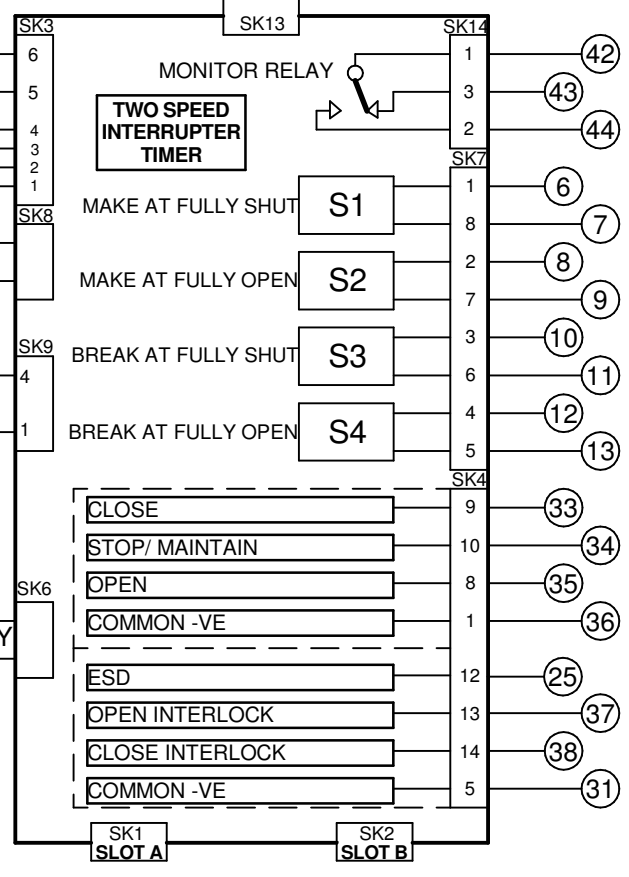 SK3 SK13 SK14
6 MONITOR RELAY 1 42
5 3 43
TWO SPEED
INTERRUPTER
TIMER
4 2 44
3
2
1
SK7
MAKE AT FULLY SHUT S1 1 6
8 7
SK8
MAKE AT FULLY OPEN S2 2 8
7 9
SK9
BREAK AT FULLY SHUT S3 3 10
4 6 11
BREAK AT FULLY OPEN S4 4 12
1 5 13
SK4
CLOSE 9 33
STOP/ MAINTAIN 10 34
SK6
OPEN 8 35
COMMON -VE 1 36
Y
ESD 12 25
OPEN INTERLOCK 13 37
CLOSE INTERLOCK 14 38
COMMON -VE 5 31
SK1 SK2
SLOT A SLOT B